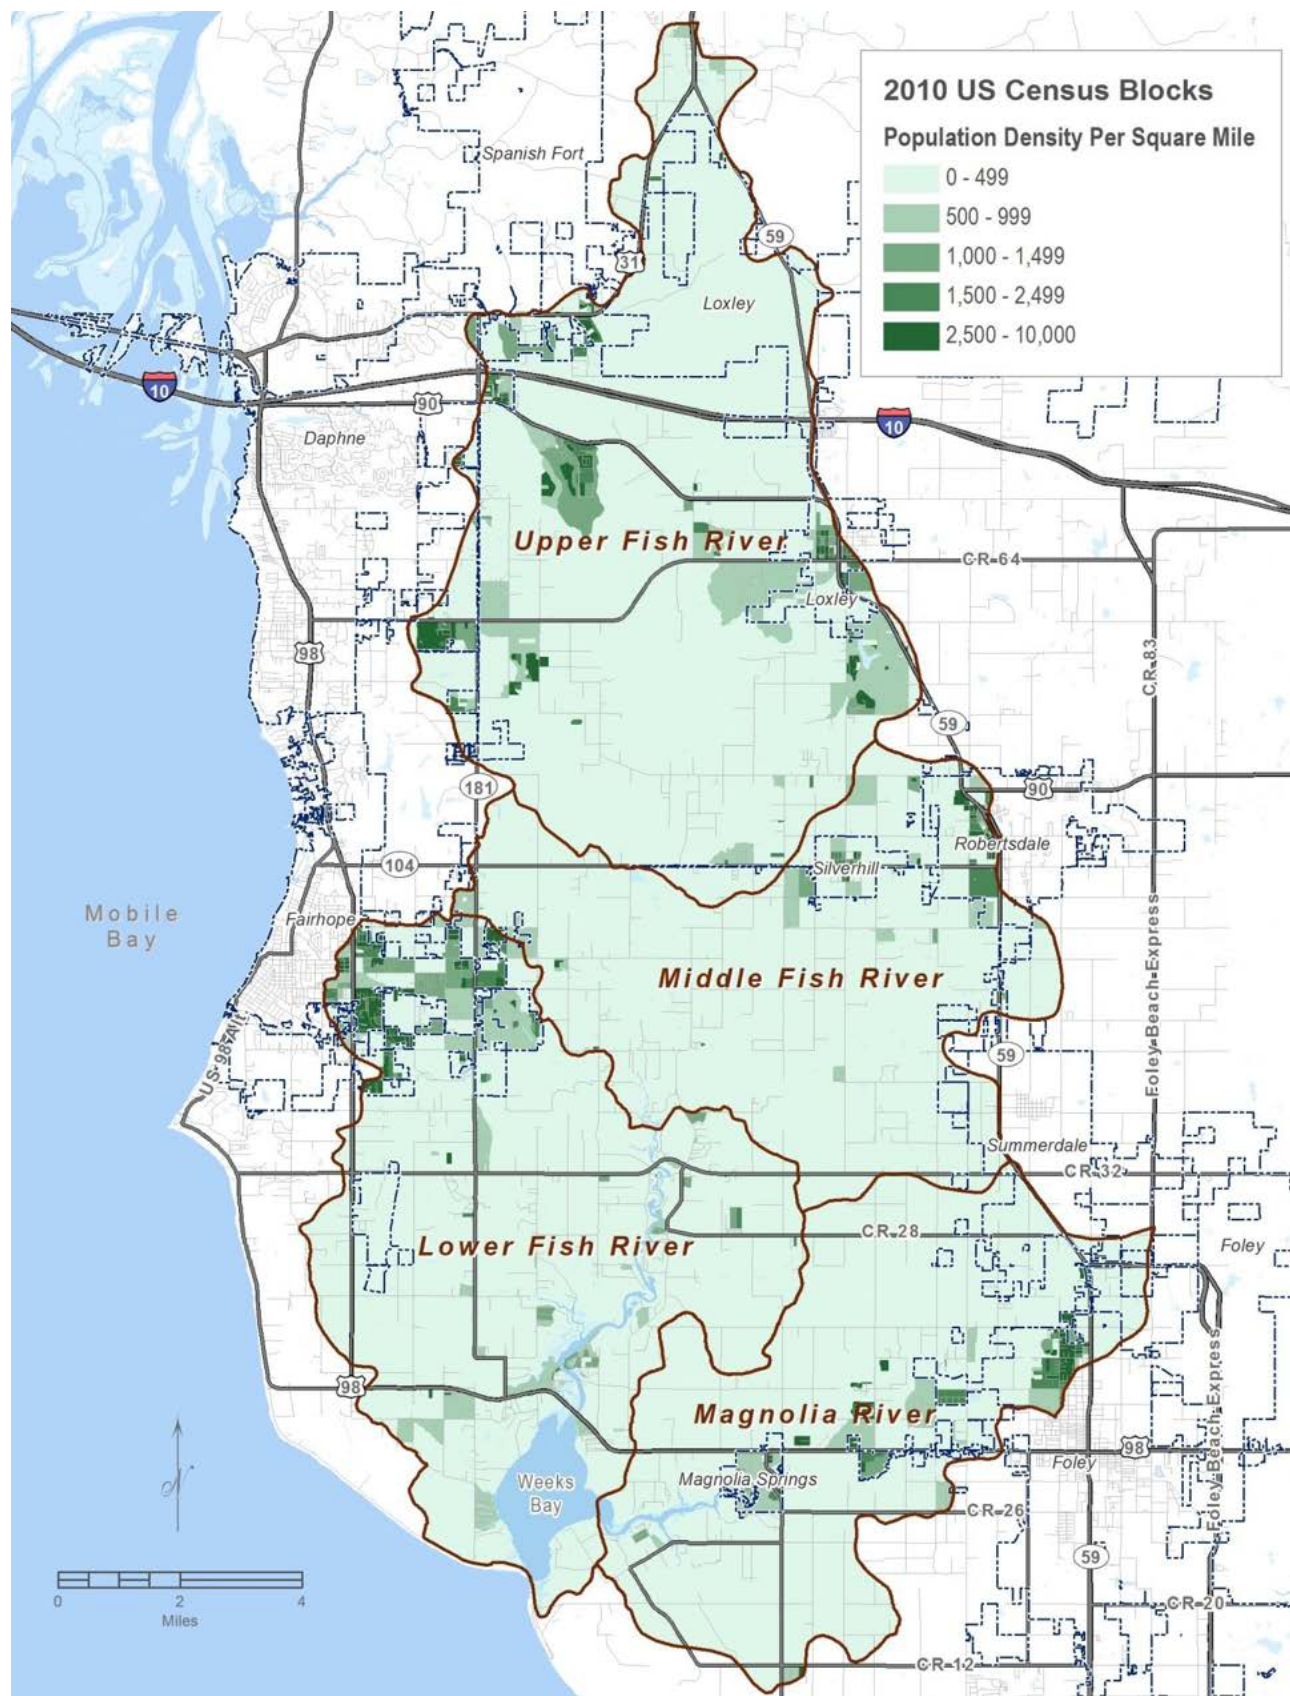 2010 US Census Blocks
Population Density Per Square Mile
0 - 499
500 - 999
1,000 - 1,499
1,500 - 2,499
2,500 - 10,000
Spanish Fort
59
31
Loxley
10
90
10
Daphne
Upper Fish River
CR-64
Loxley
98
CR-83
59
181
90
Robertsdale
104
Silverhill
Mobile
Bay
Fairhope
Middle Fish River
Foley-Beach-Express
US-98-Alt
59
Summerdale
CR-32
CR-28
Lower Fish River
Foley
98
Magnolia River
Foley Beach Express
98
Weeks
Bay
Magnolia Springs
Foley
CR-26
N
59
CR-20
0 2 4
Miles
CR-12